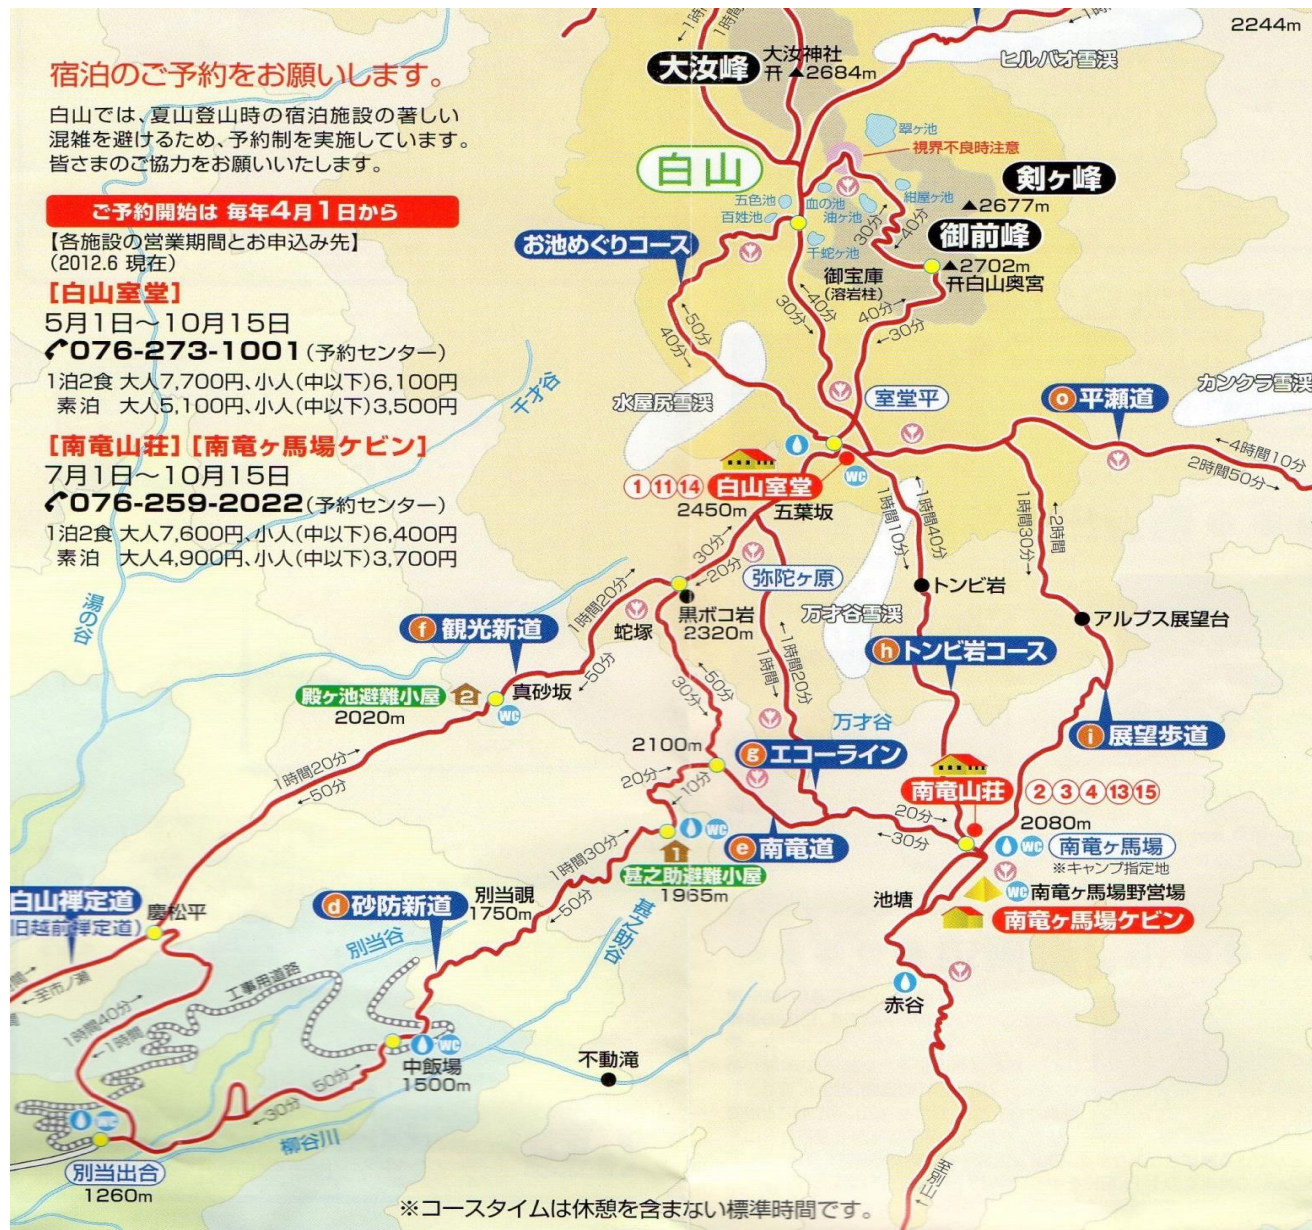 宿泊のご予約をお願いします。
白山では、夏山登山時の宿泊施設の著しい
混雑を避けるため、予約制を実施しています。
皆さまのご協力をお願いいたします。
ご予約開始は 毎年4月1日から
【各施設の営業期間とお申込み先】
(2012.6 現在)
[白山室堂]
5月1日～10月15日
076-273-1001(予約センター)
1泊2食 大人7,700円、小人(中以下)6,100円
素泊 大人5,100円、小人(中以下)3,500円
[南竜山荘] [南竜ヶ馬場ケビン]
7月1日～10月15日
076-259-2022(予約センター)
1泊2食 大人7,600円、小人(中以下)6,400円
素泊 大人4,900円、小人(中以下)3,700円
2244m
ヒルバオ雪渓
大汝峰
大汝神社
▲2684m
翠ヶ池
視界不良時注意
白山
剣ヶ峰
▲2677m
紺屋ヶ池
五色池
血の池
百姓池
油ヶ池
30分→
←40分
御前峰
▲2702m
白山奥宮
お池めぐりコース
千蛇ヶ池
御宝庫
(溶岩柱)
←40分
30分→
40分→
←30分
←50分
40分→
カンクラ雪渓
水屋尻雪渓
千才谷
室堂平
o 平瀬道
←4時間10分
2時間50分→
WC
1 11 14 白山室堂
2450m
五葉坂
←1時間40分
1時間10分→
←2時間
1時間30分→
30分→
←20分
弥陀ヶ原
トンビ岩
万才谷雪渓
アルプス展望台
湯の谷
黒ボコ岩
2320m
1時間20分→
蛇塚
f 観光新道
←50分
←1時間20分
1時間→
h トンビ岩コース
殿ヶ池避難小屋
2
真砂坂
2020m
WC
←50分
30分→
万才谷
i 展望歩道
2100m
g エコーライン
1時間20分→
←50分
20分→
←10分
南竜山荘
2 3 4 13 15
2080m
20分→
←30分
WC
南竜ヶ馬場
※キャンプ指定地
WC
e 南竜道
1時間30分→
1
甚之助避難小屋
1965m
←50分
別当覗
1750m
池塘
WC 南竜ヶ馬場野営場
南竜ヶ馬場ケビン
白山禅定道
旧越前禅定道)
慶松平
d 砂防新道
別当谷
甚之助谷
赤谷
←至市ノ瀬
工事用道路
1時間40分→
←1時間
WC
中飯場
1500m
不動滝
50分→
←30分
WC
別当出合
1260m
柳谷川
至別山→
※コースタイムは休憩を含まない標準時間です。